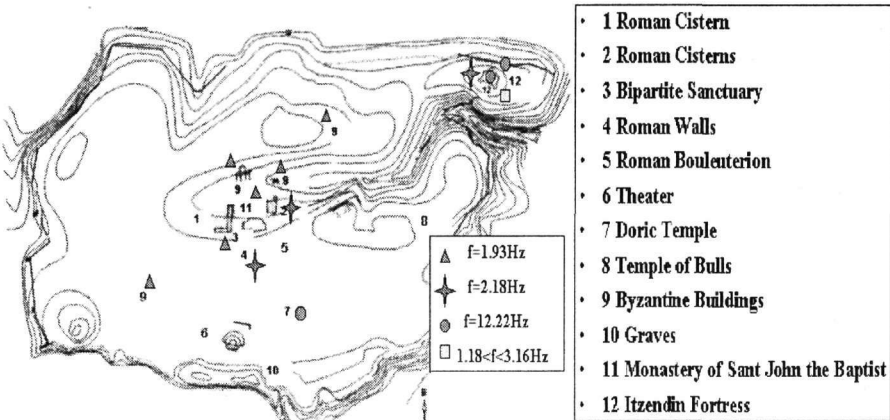 12
12
9
9
9
11
2
1
8
3
5
4
9
7
6
10
f=1.93Hz
f=2.18Hz
f=12.22Hz
1.18<f<3.16Hz
· 1 Roman Cistern
· 2 Roman Cisterns
· 3 Bipartite Sanctuary
· 4 Roman Walls
· 5 Roman Bouleuterion
· 6 Theater
· 7 Doric Temple
· 8 Temple of Bulls
· 9 Byzantine Buildings
· 10 Graves
· 11 Monastery of Sant John the Baptist
· 12 Itzendin Fortress